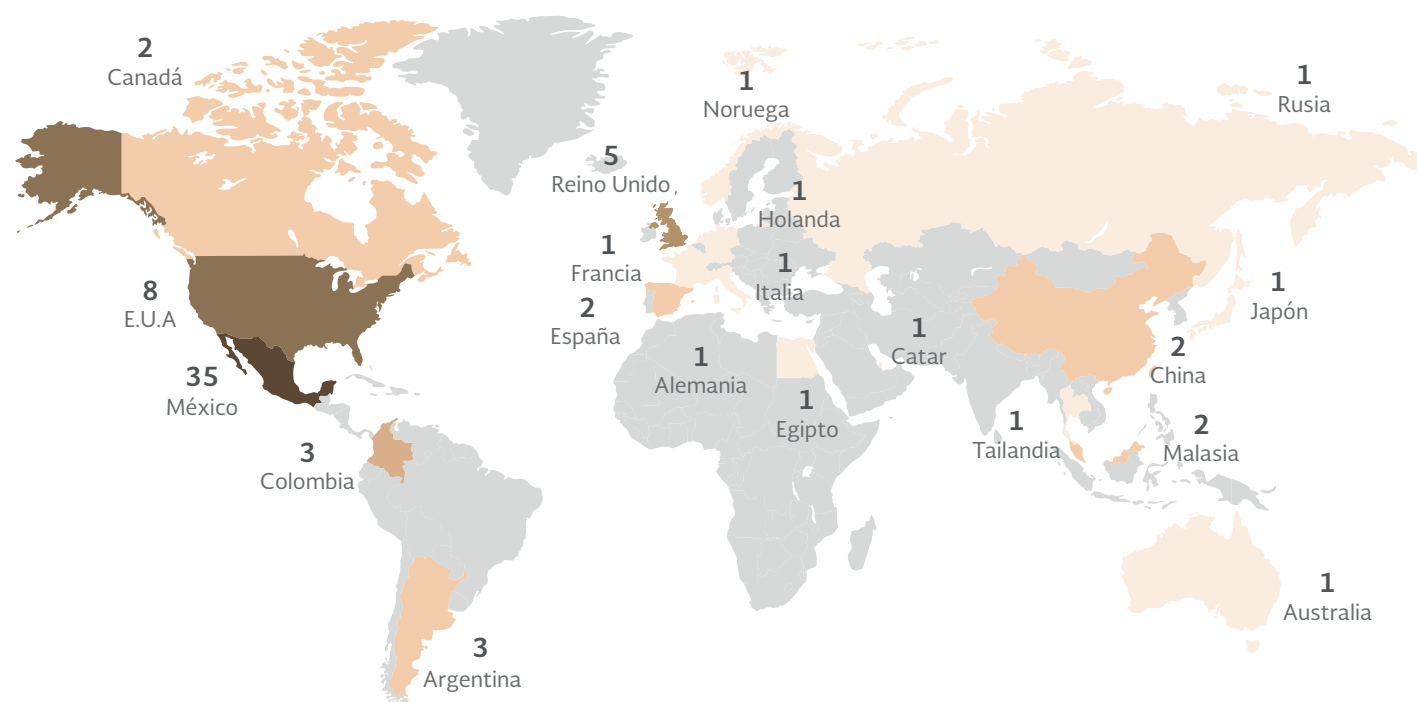 2
Canadá
8
E.U.A
35
México
3
Colombia
3
Argentina
1
Noruega
5
Reino Unido
1
Holanda
1
Francia
1
Italia
2
España
1
Alemania
1
Egipto
1
Catar
1
Rusia
1
Japón
2
China
1
Tailandia
2
Malasia
1
Australia